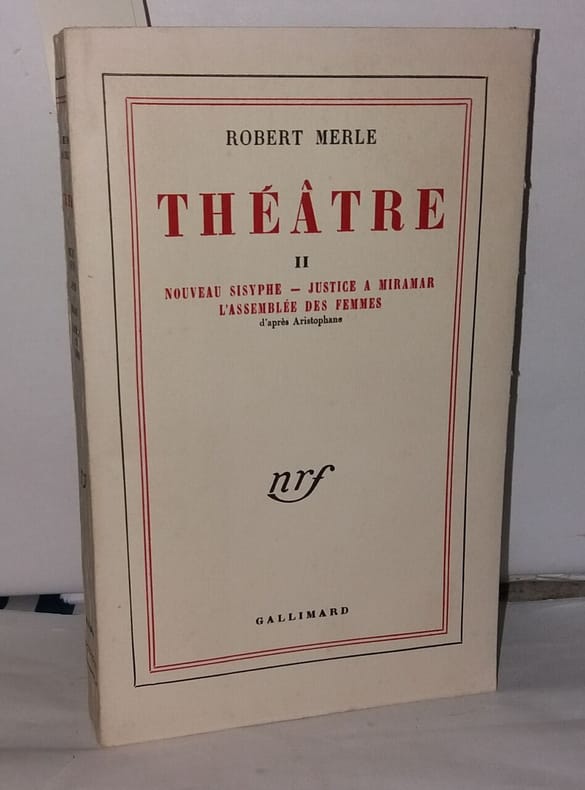 ROBERT MERLE
THÉÂTRE
II
NOUVEAU SISYPHE — JUSTICE A MIRAMAR
L'ASSEMBLÉE DES FEMMES
d'après Aristophane
nrf
GALLIMARD